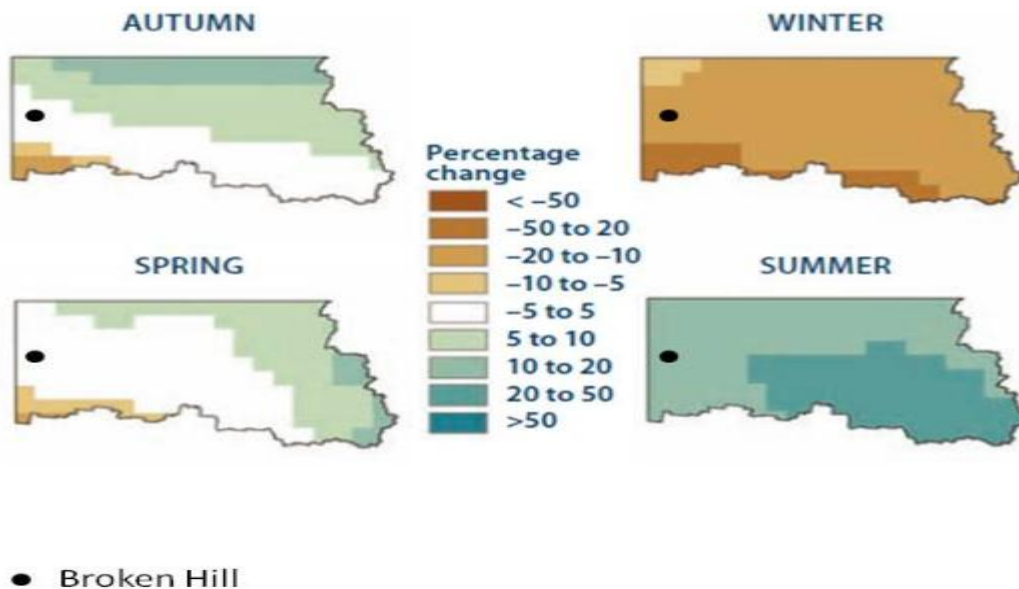 AUTUMN
WINTER
Percentage
change
< –50
–50 to 20
–20 to –10
–10 to –5
–5 to 5
5 to 10
10 to 20
20 to 50
>50
SPRING
SUMMER
Broken Hill